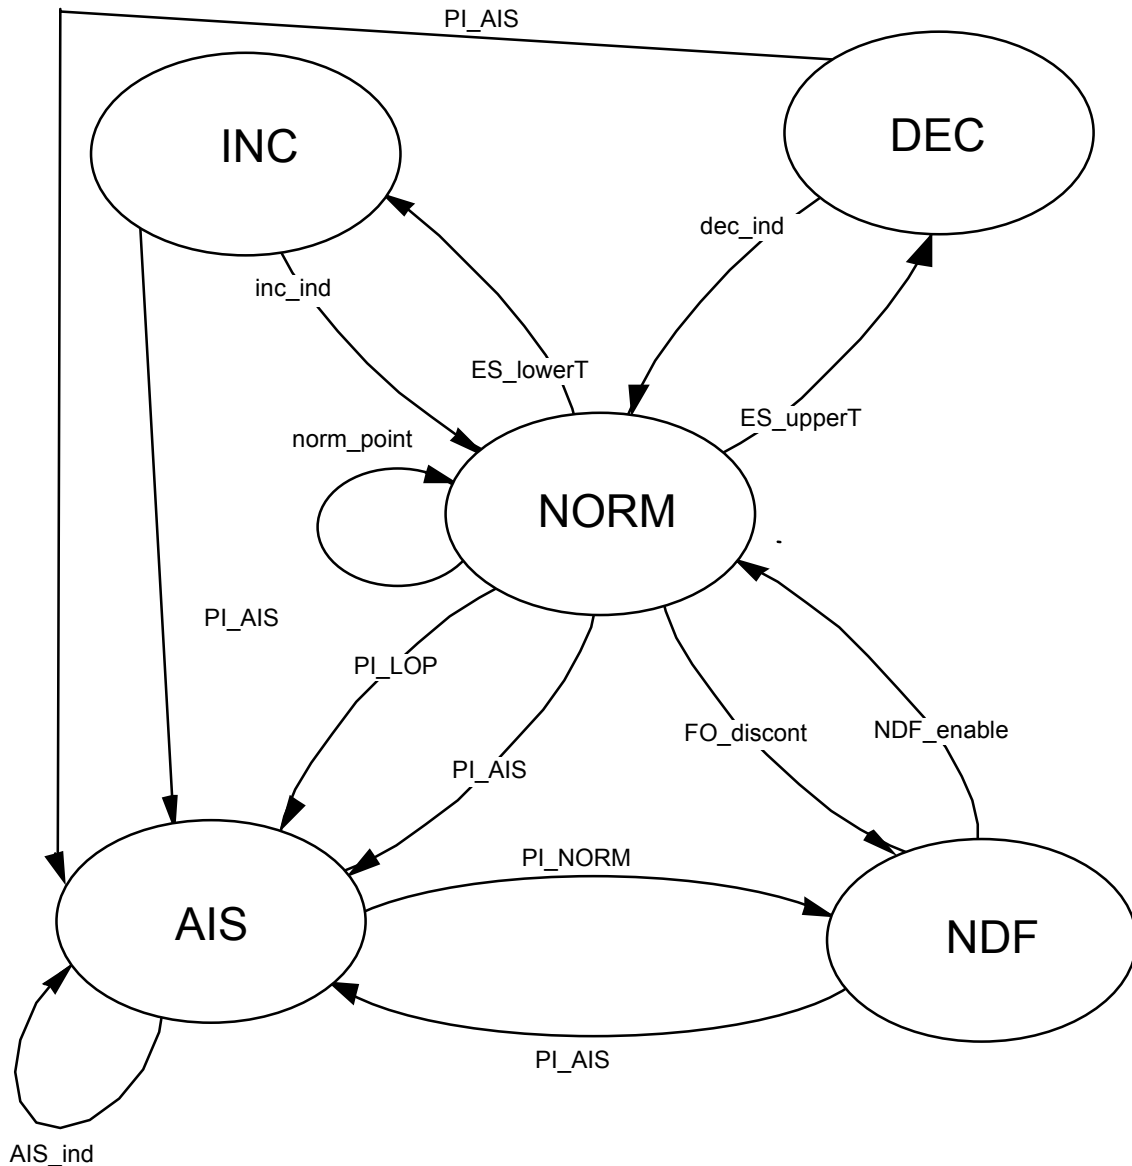 PI_AIS
INC
DEC
dec_ind
inc_ind
ES_lowerT
ES_upperT
norm_point
NORM
PI_AIS
PI_LOP
FO_discont
NDF_enable
PI_AIS
PI_NORM
AIS
NDF
PI_AIS
AIS_ind